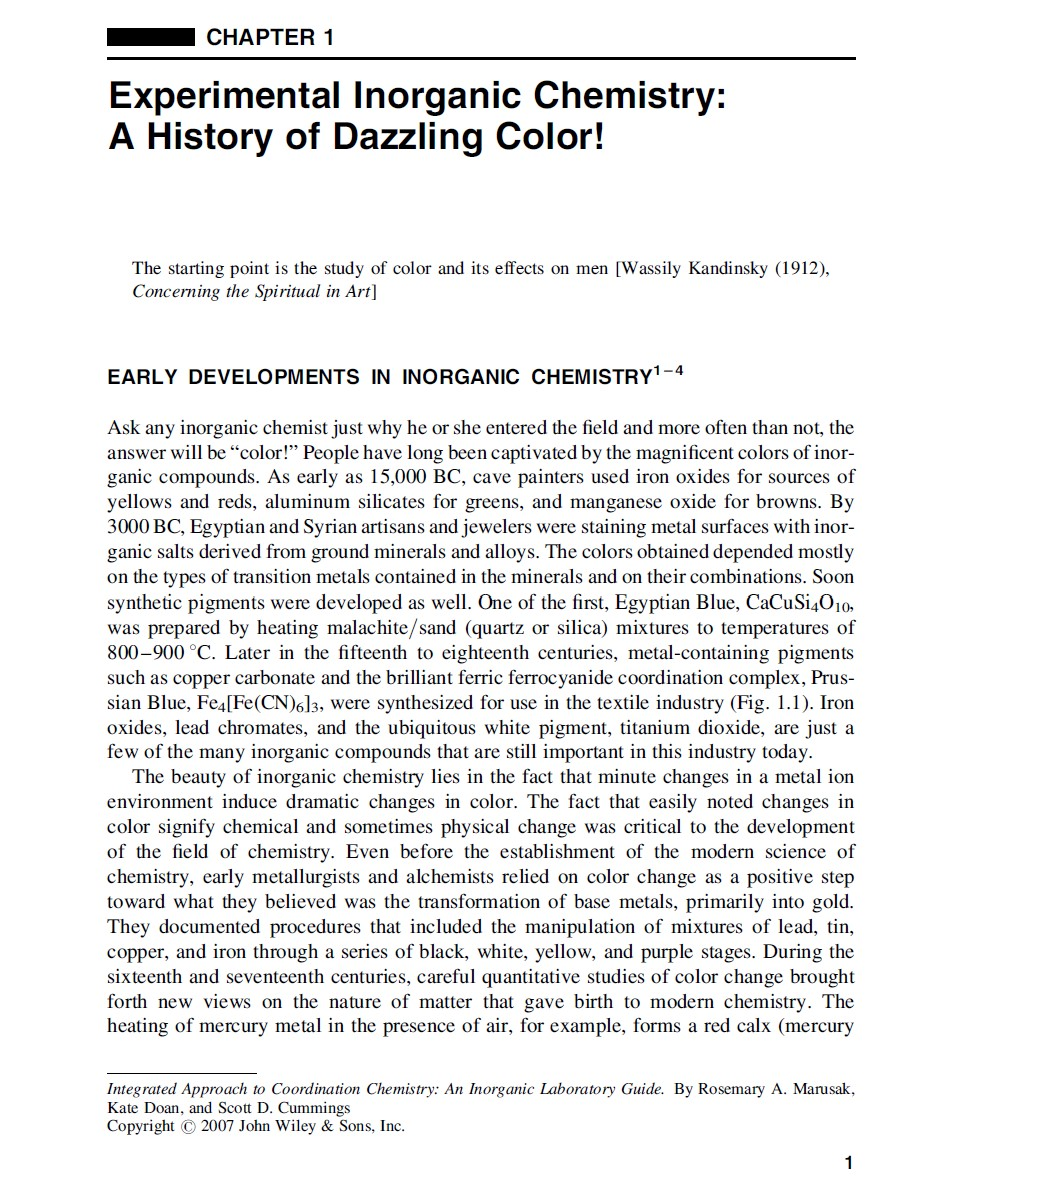 CHAPTER 1
Experimental Inorganic Chemistry:
A History of Dazzling Color!
The starting point is the study of color and its effects on men [Wassily Kandinsky (1912),
Concerning the Spiritual in Art]
EARLY DEVELOPMENTS IN INORGANIC CHEMISTRY¹⁻⁴
Ask any inorganic chemist just why he or she entered the field and more often than not, the
answer will be “color!” People have long been captivated by the magnificent colors of inor-
ganic compounds. As early as 15,000 BC, cave painters used iron oxides for sources of
yellows and reds, aluminum silicates for greens, and manganese oxide for browns. By
3000 BC, Egyptian and Syrian artisans and jewelers were staining metal surfaces with inor-
ganic salts derived from ground minerals and alloys. The colors obtained depended mostly
on the types of transition metals contained in the minerals and on their combinations. Soon
synthetic pigments were developed as well. One of the first, Egyptian Blue, CaCuSi₄O₁₀,
was prepared by heating malachite/sand (quartz or silica) mixtures to temperatures of
800–900 °C. Later in the fifteenth to eighteenth centuries, metal-containing pigments
such as copper carbonate and the brilliant ferric ferrocyanide coordination complex, Prus-
sian Blue, Fe₄[Fe(CN)₆]₃, were synthesized for use in the textile industry (Fig. 1.1). Iron
oxides, lead chromates, and the ubiquitous white pigment, titanium dioxide, are just a
few of the many inorganic compounds that are still important in this industry today.
The beauty of inorganic chemistry lies in the fact that minute changes in a metal ion
environment induce dramatic changes in color. The fact that easily noted changes in
color signify chemical and sometimes physical change was critical to the development
of the field of chemistry. Even before the establishment of the modern science of
chemistry, early metallurgists and alchemists relied on color change as a positive step
toward what they believed was the transformation of base metals, primarily into gold.
They documented procedures that included the manipulation of mixtures of lead, tin,
copper, and iron through a series of black, white, yellow, and purple stages. During the
sixteenth and seventeenth centuries, careful quantitative studies of color change brought
forth new views on the nature of matter that gave birth to modern chemistry. The
heating of mercury metal in the presence of air, for example, forms a red calx (mercury
Integrated Approach to Coordination Chemistry: An Inorganic Laboratory Guide. By Rosemary A. Marusak,
Kate Doan, and Scott D. Cummings
Copyright © 2007 John Wiley & Sons, Inc.
1